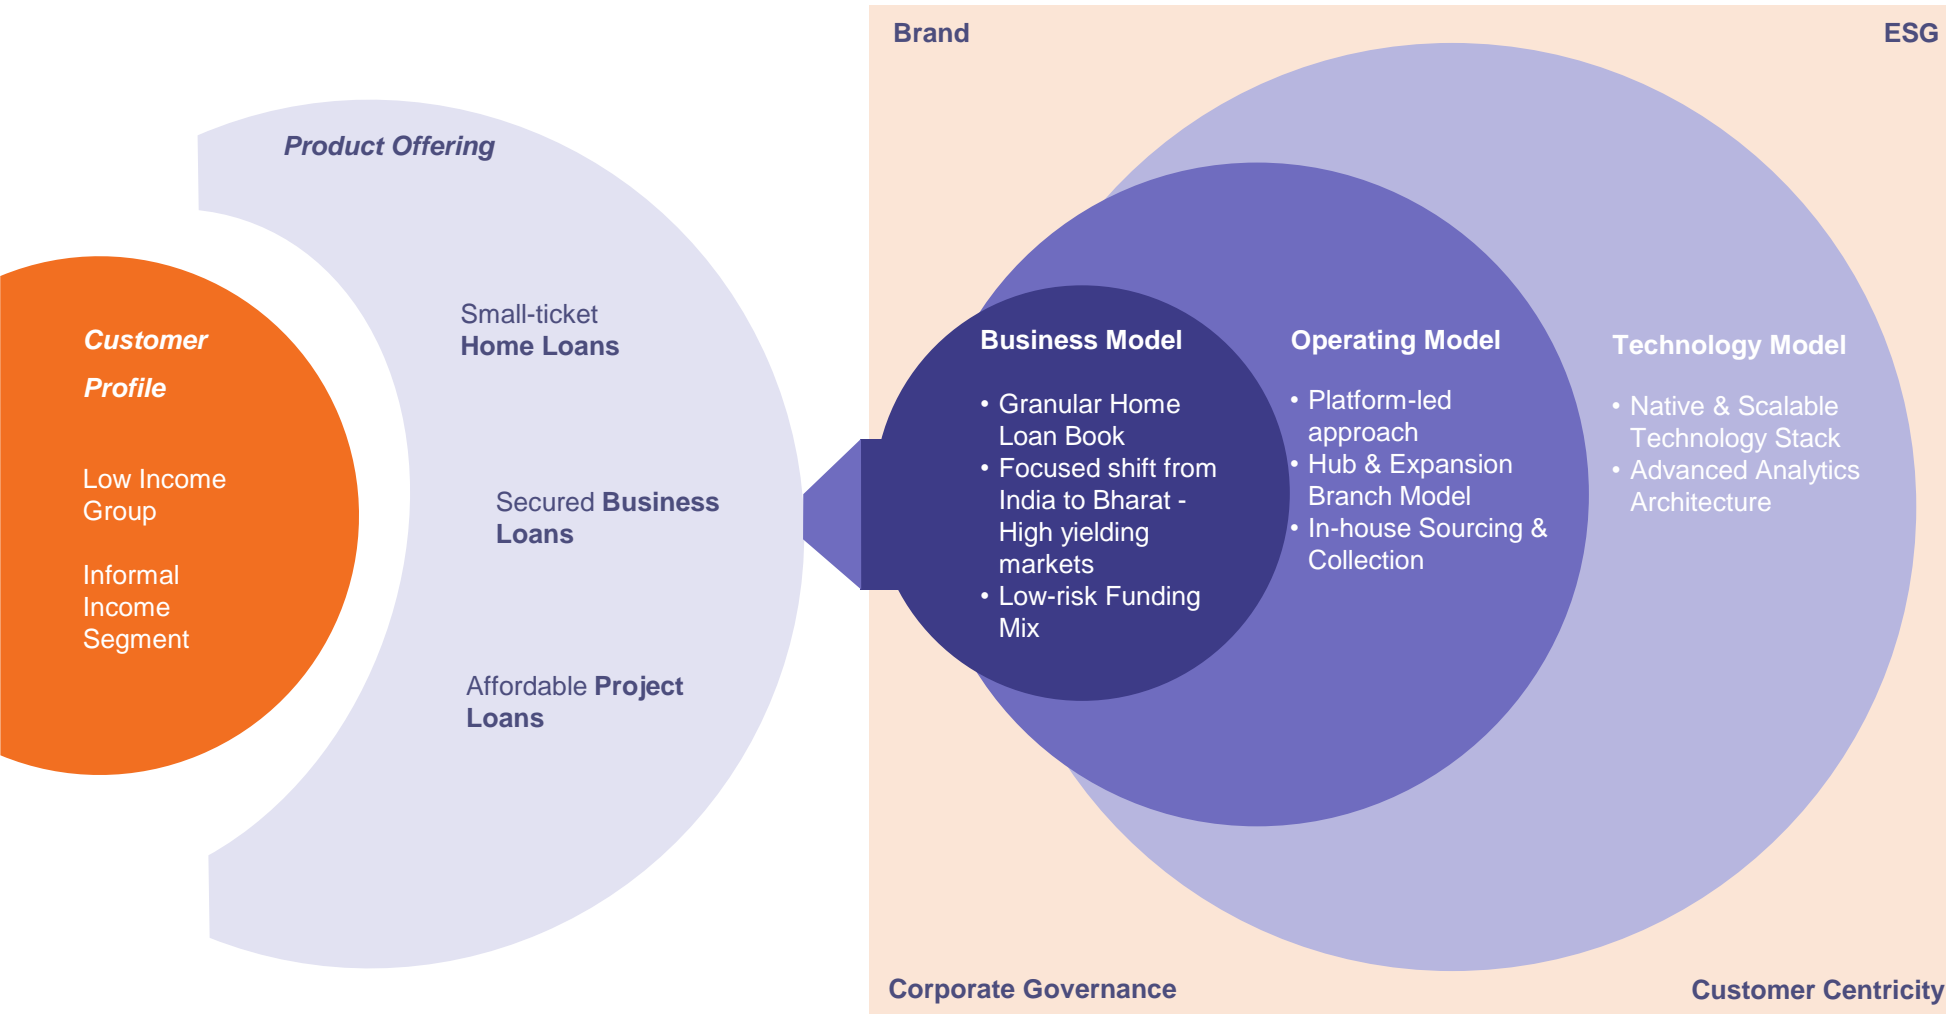 Brand
ESG
Product Offering
Customer
Profile
Low Income
Group
Informal
Income
Segment
Small-ticket
Home Loans
Secured Business
Loans
Affordable Project
Loans
Business Model
• Granular Home
Loan Book
• Focused shift from
India to Bharat -
High yielding
markets
• Low-risk Funding
Mix
Operating Model
• Platform-led
approach
• Hub & Expansion
Branch Model
• In-house Sourcing &
Collection
Technology Model
• Native & Scalable
Technology Stack
• Advanced Analytics
Architecture
Corporate Governance
Customer Centricity